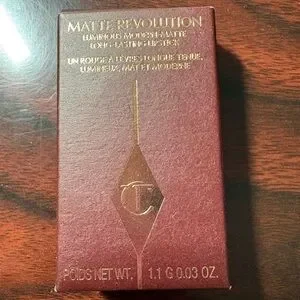 MATTE REVOLUTION
LUMINOUS MODERN-MATTE
LONG-LASTING LIPSTICK
UN ROUGE À LÈVRES LONGUE TENUE,
LUMINEUX, MAT ET MODERNE
CT
POIDS NET WT. 1.1 G 0.03 OZ.